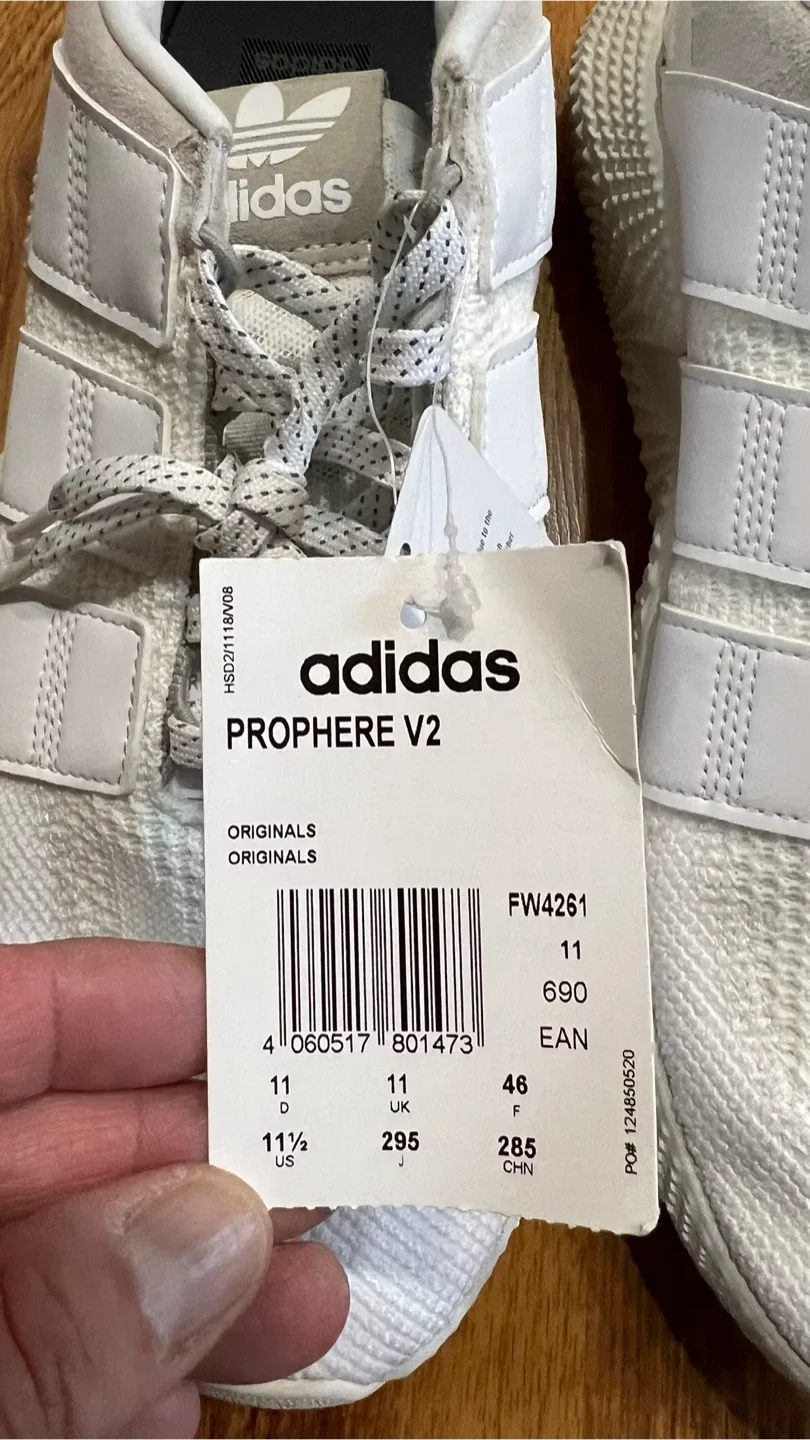 adidas
adidas
HSD2/1118/V08
adidas
PROPHERE V2
ORIGINALS
ORIGINALS
FW4261
11
690
EAN
4 060517 801473
11 11 46
D UK F
11½ 295 285
US J CHN
PO# 124850520